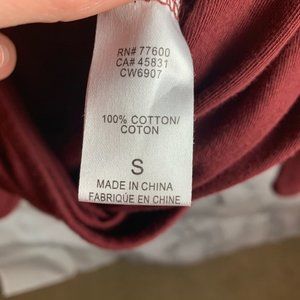 RN# 77600
CA# 45831
CW6907
100% COTTON/
COTON
S
MADE IN CHINA
FABRIQUÉ EN CHINE